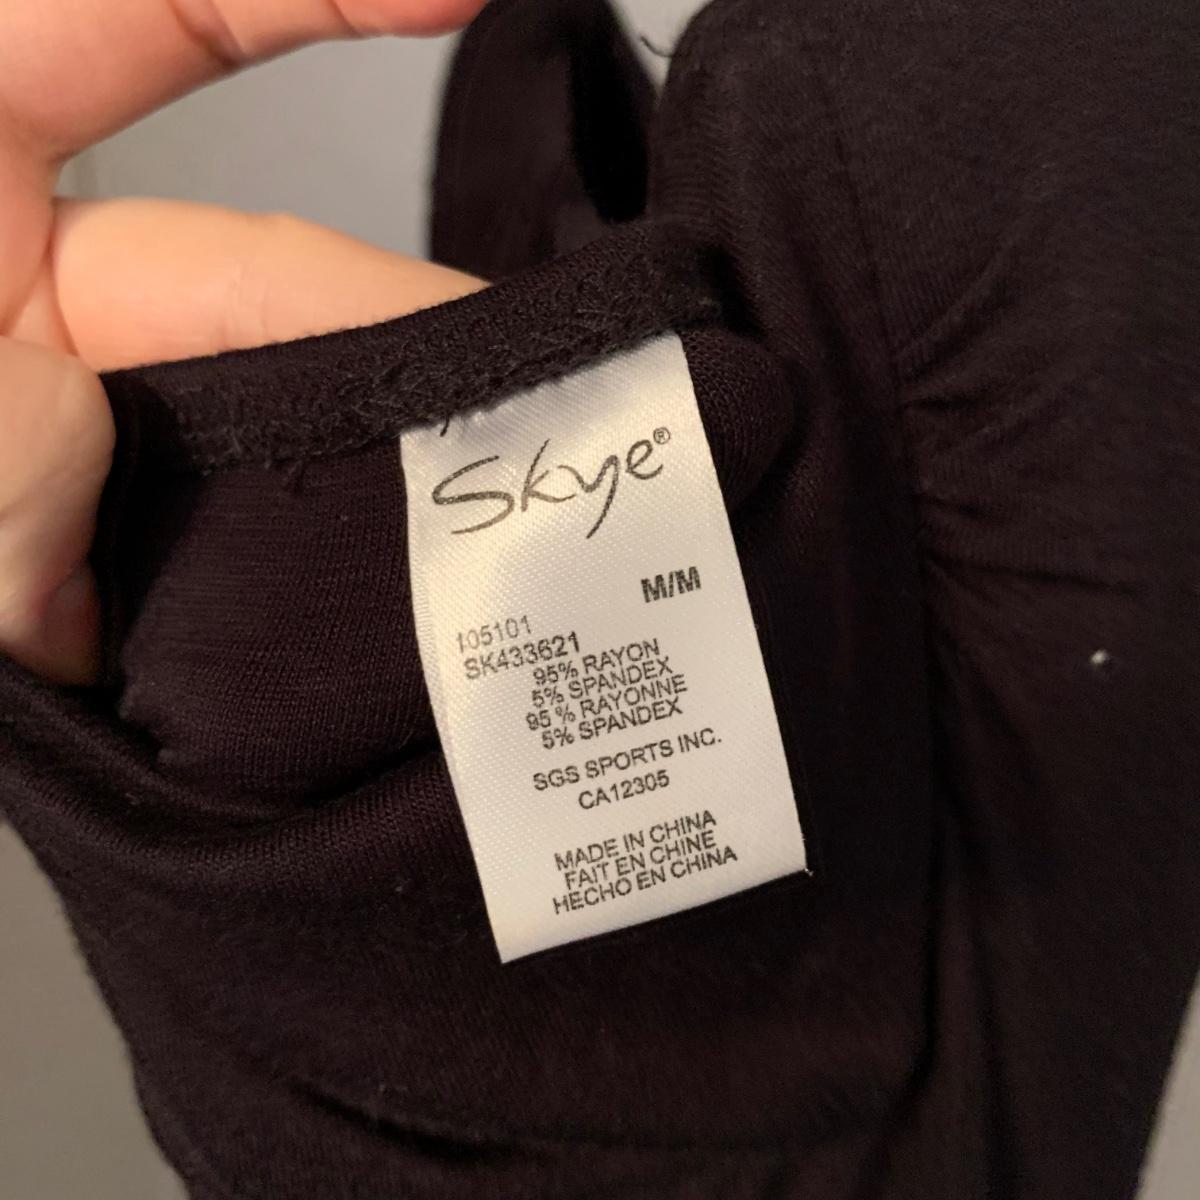 Skye®
M/M
105101
SK433621
95% RAYON
5% SPANDEX
95% RAYONNE
5% SPANDEX
SGS SPORTS INC.
CA12305
MADE IN CHINA
FAIT EN CHINE
HECHO EN CHINA